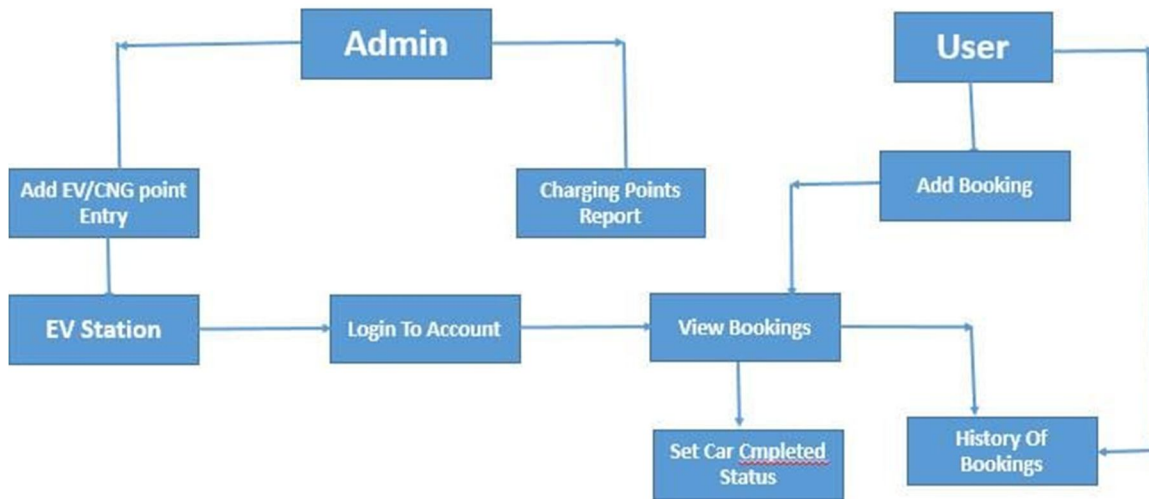 Admin
User
Add EV/CNG point
Entry
Charging Points
Report
Add Booking
EV Station
Login To Account
View Bookings
Set Car Cmpleted
Status
History Of
Bookings